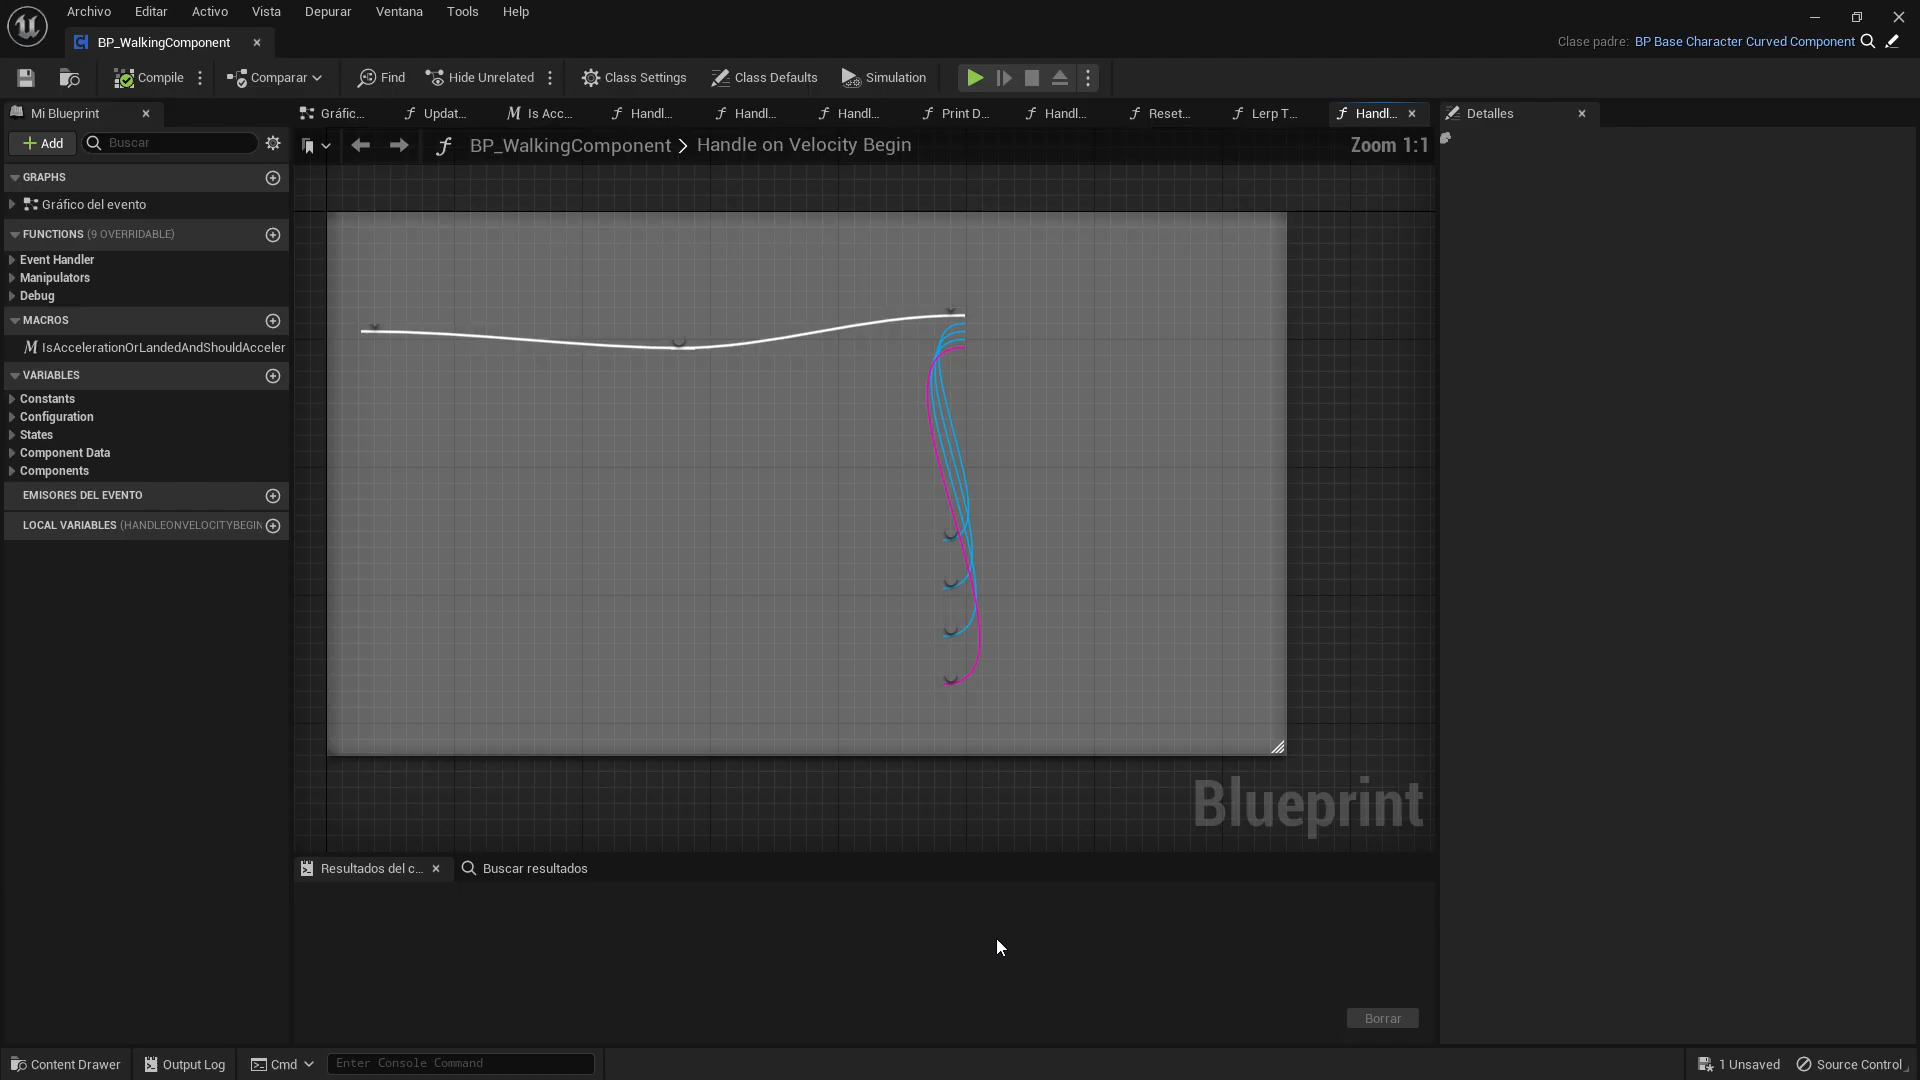 Archivo Editar Activo Vista Depurar Ventana Tools Help
BP_WalkingComponent
Clase padre: BP Base Character Curved Component
Compile Comparar Find Hide Unrelated Class Settings Class Defaults Simulation
Mi Blueprint
Gráfic... Updat... Is Acc... Handl... Handl... Handl... Print D... Handl... Reset... Lerp T... Handl...
Detalles
Add Buscar
BP_WalkingComponent > Handle on Velocity Begin
Zoom 1:1
GRAPHS
Gráfico del evento
FUNCTIONS (9 OVERRIDABLE)
Event Handler
Manipulators
Debug
MACROS
IsAccelerationOrLandedAndShouldAcceler
VARIABLES
Constants
Configuration
States
Component Data
Components
EMISORES DEL EVENTO
LOCAL VARIABLES (HANDLEONVELOCITYBEGIN
Blueprint
Resultados del c... Buscar resultados
Borrar
Content Drawer Output Log Cmd Enter Console Command
1 Unsaved Source Control